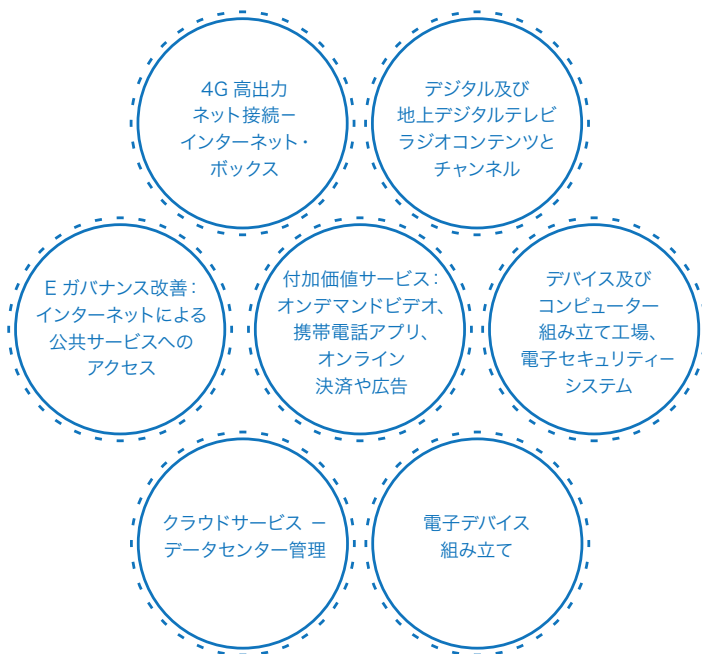 4G 高出力
ネット接続−
インターネット・
ボックス
デジタル及び
地上デジタルテレビ
ラジオコンテンツと
チャンネル
E ガバナンス改善：
インターネットによる
公共サービスへの
アクセス
付加価値サービス：
オンデマンドビデオ、
携帯電話アプリ、
オンライン
決済や広告
デバイス及び
コンピューター
組み立て工場、
電子セキュリティー
システム
クラウドサービス −
データセンター管理
電子デバイス
組み立て